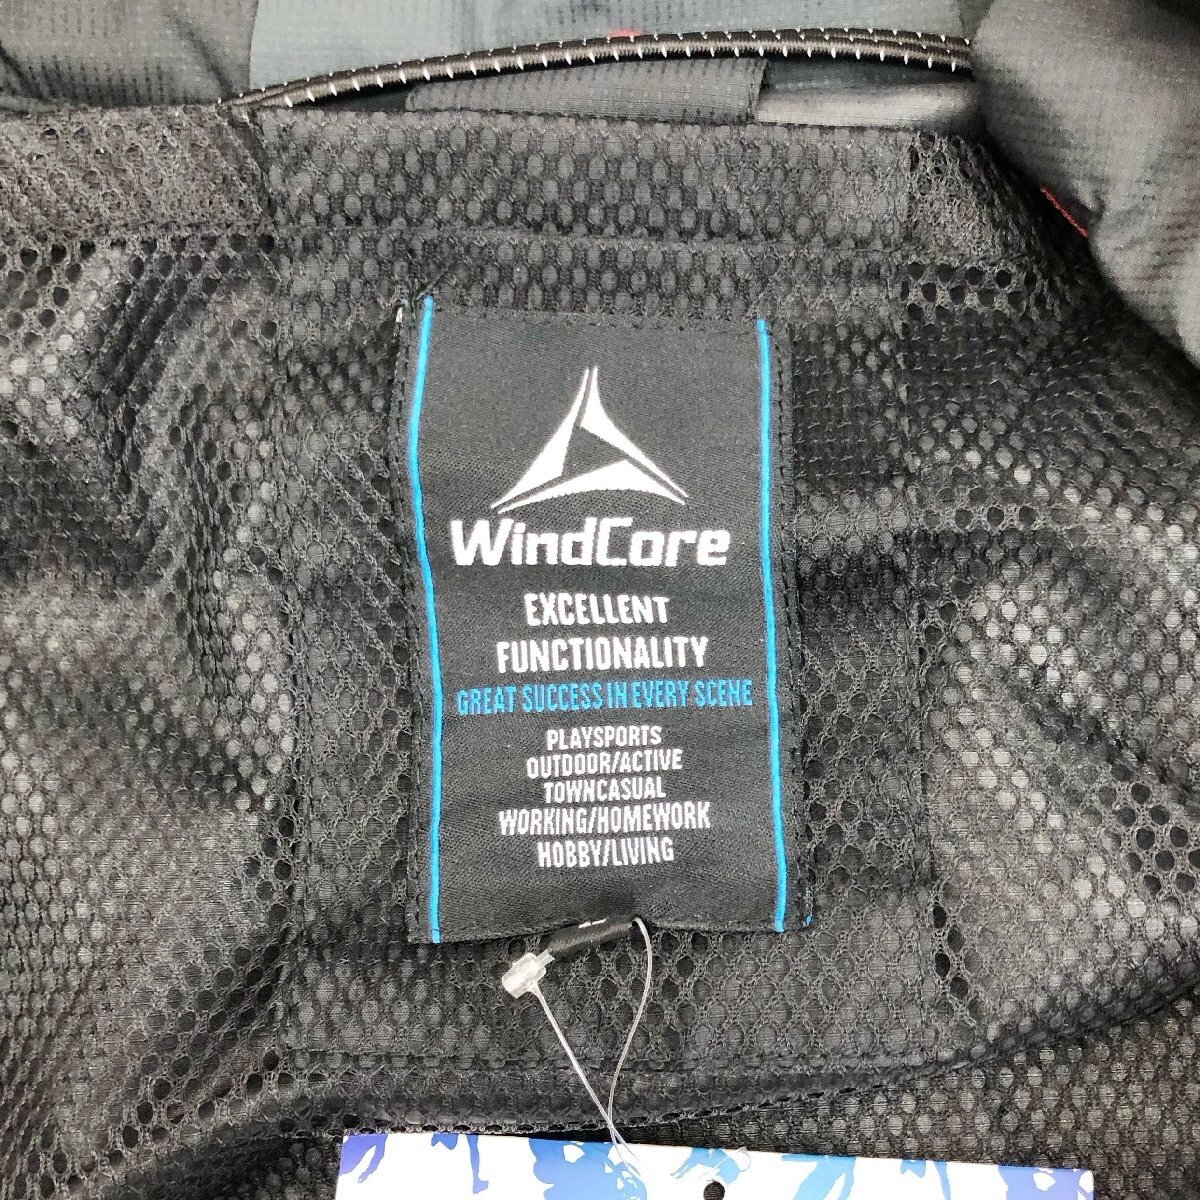 WindCore
EXCELLENT
FUNCTIONALITY
GREAT SUCCESS IN EVERY SCENE
PLAYSPORTS
OUTDOOR/ACTIVE
TOWNCASUAL
WORKING/HOMEWORK
HOBBY/LIVING